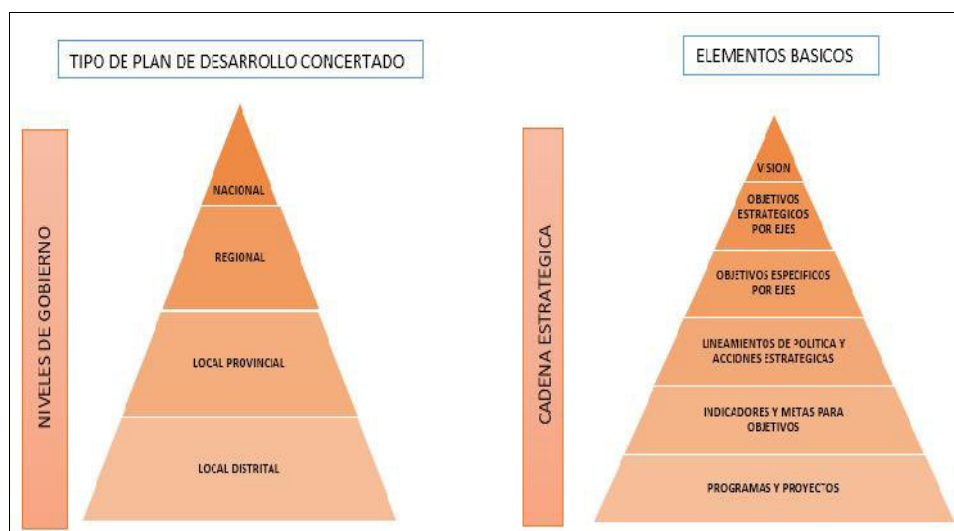 TIPO DE PLAN DE DESARROLLO CONCERTADO
NIVELES DE GOBIERNO
NACIONAL
REGIONAL
LOCAL PROVINCIAL
LOCAL DISTRITAL
ELEMENTOS BASICOS
CADENA ESTRATEGICA
VISION
OBJETIVOS
ESTRATEGICOS
POR EJES
OBJETIVOS ESPECIFICOS
POR EJES
LINEAMIENTOS DE POLITICA Y
ACCIONES ESTRATEGICAS
INDICADORES Y METAS PARA
OBJETIVOS
PROGRAMAS Y PROYECTOS